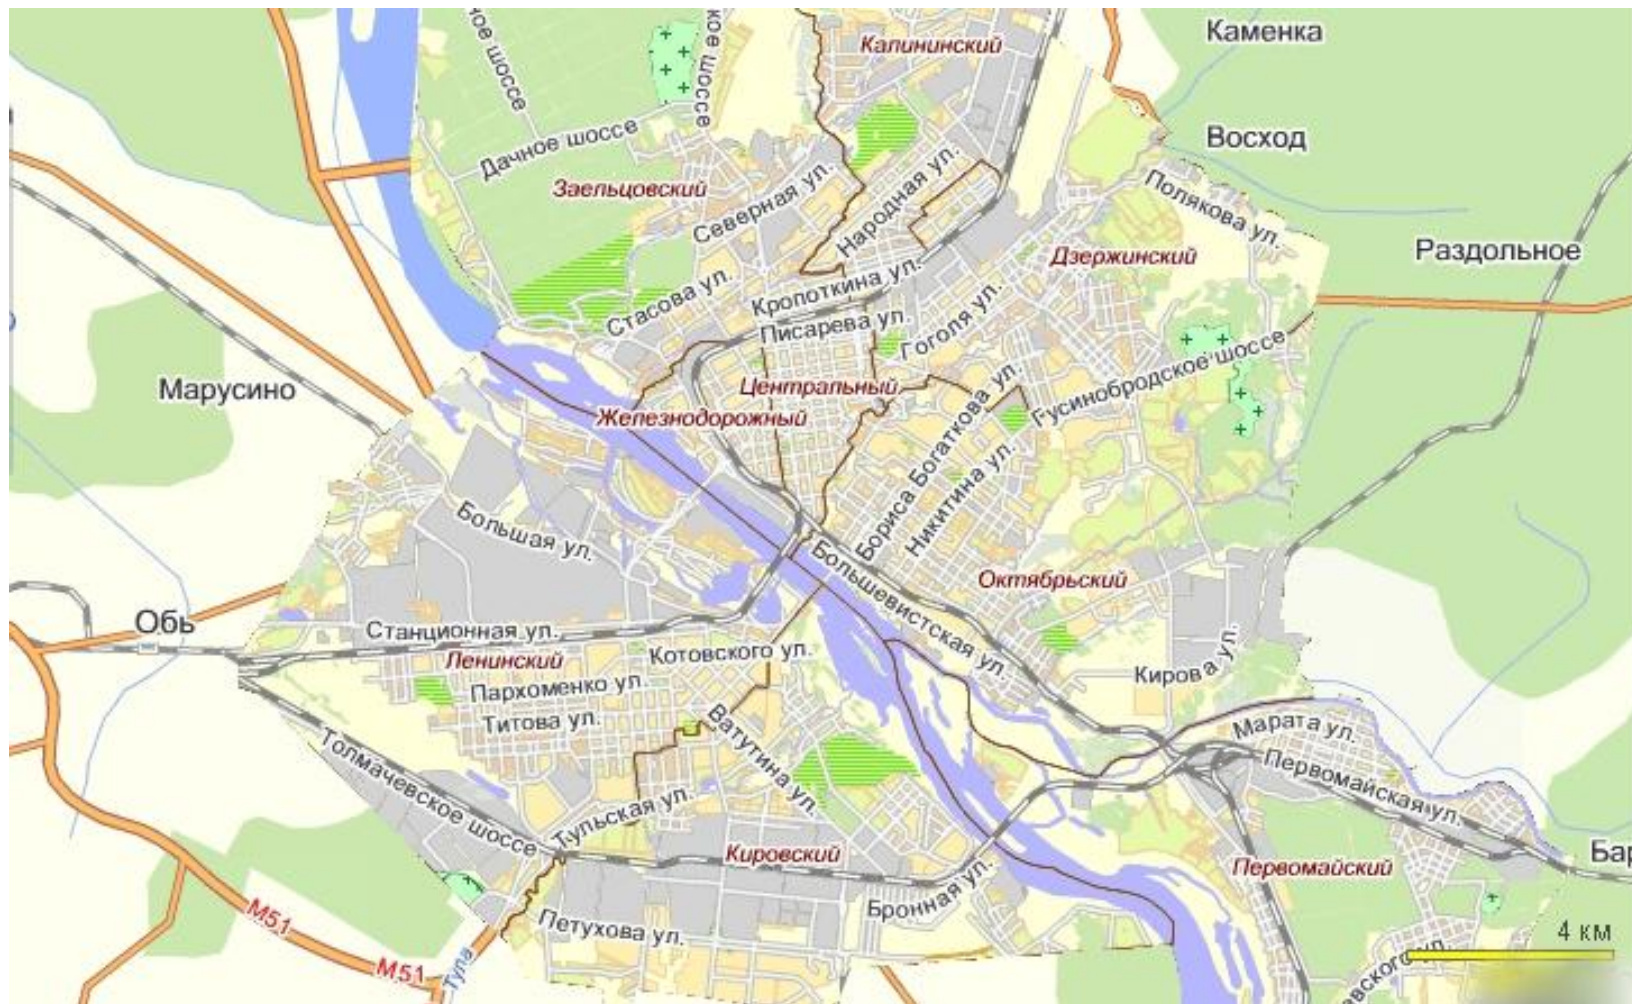 Каменка
Калининский
Дачное шоссе
шоссе
шоссе
Восход
Заельцовский
Северная ул.
Народная ул.
Полякова ул.
Раздольное
Дзержинский
Стасова ул.
Кропоткина ул.
Писарева ул.
Гоголя ул.
Марусино
Центральный
Железнодорожный
Гусинобродское шоссе
Бориса Богаткова ул.
Никитина ул.
Большая ул.
Большевистская ул.
Октябрьский
Обь
Станционная ул.
Ленинский
Котовского ул.
Кирова ул.
Пархоменко ул.
Титова ул.
Ватутина ул.
Марата ул.
Толмачевское шоссе
Первомайская ул.
Тульская ул.
Кировский
Первомайский
Бронная ул.
М51
Петухова ул.
М51
Тула
4 км